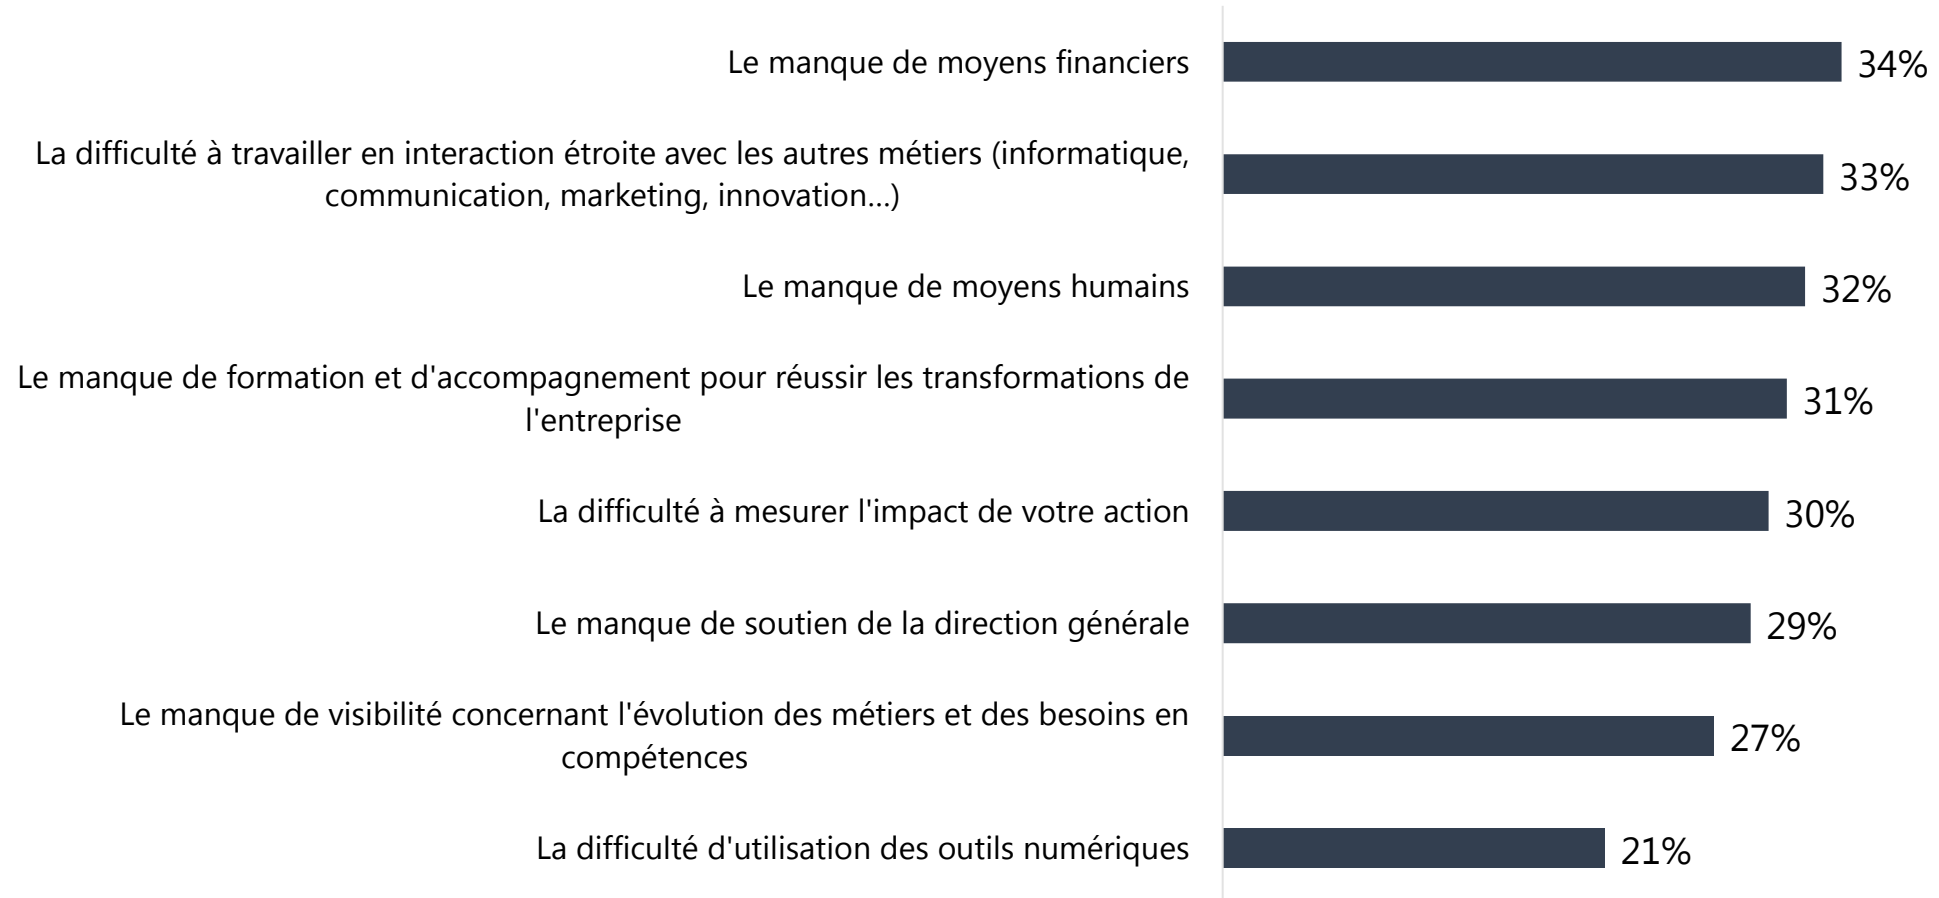 Le manque de moyens financiers
34%
La difficulté à travailler en interaction étroite avec les autres métiers (informatique,
communication, marketing, innovation…)
33%
Le manque de moyens humains
32%
Le manque de formation et d'accompagnement pour réussir les transformations de
l'entreprise
31%
La difficulté à mesurer l'impact de votre action
30%
Le manque de soutien de la direction générale
29%
Le manque de visibilité concernant l'évolution des métiers et des besoins en
compétences
27%
La difficulté d'utilisation des outils numériques
21%